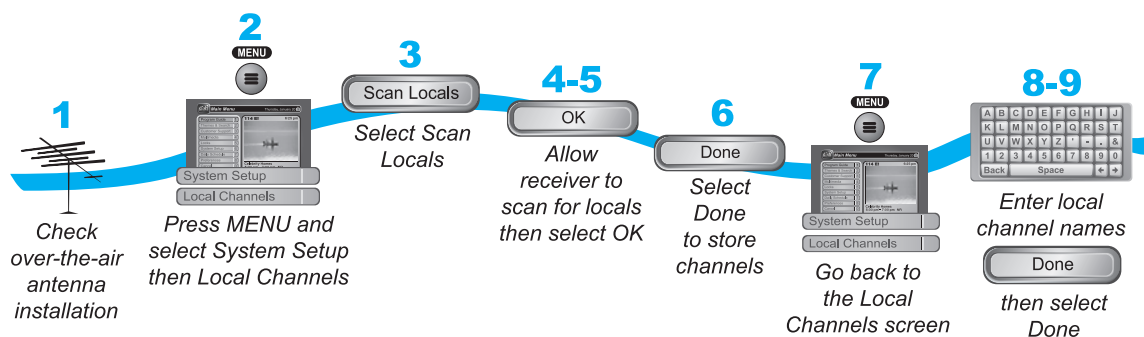 1
Check
over-the-air
antenna
installation
2
MENU
Main Menu
System Setup
Local Channels
Press MENU and
select System Setup
then Local Channels
3
Scan Locals
Select Scan
Locals
4-5
OK
Allow
receiver to
scan for locals
then select OK
6
Done
Select
Done
to store
channels
7
MENU
Main Menu
System Setup
Local Channels
Go back to
the Local
Channels screen
8-9
A B C D E F G H I J
K L M N O P Q R S T
U V W X Y Z ' - . &
1 2 3 4 5 6 7 8 9 0
Back Space
Enter local
channel names
Done
then select
Done